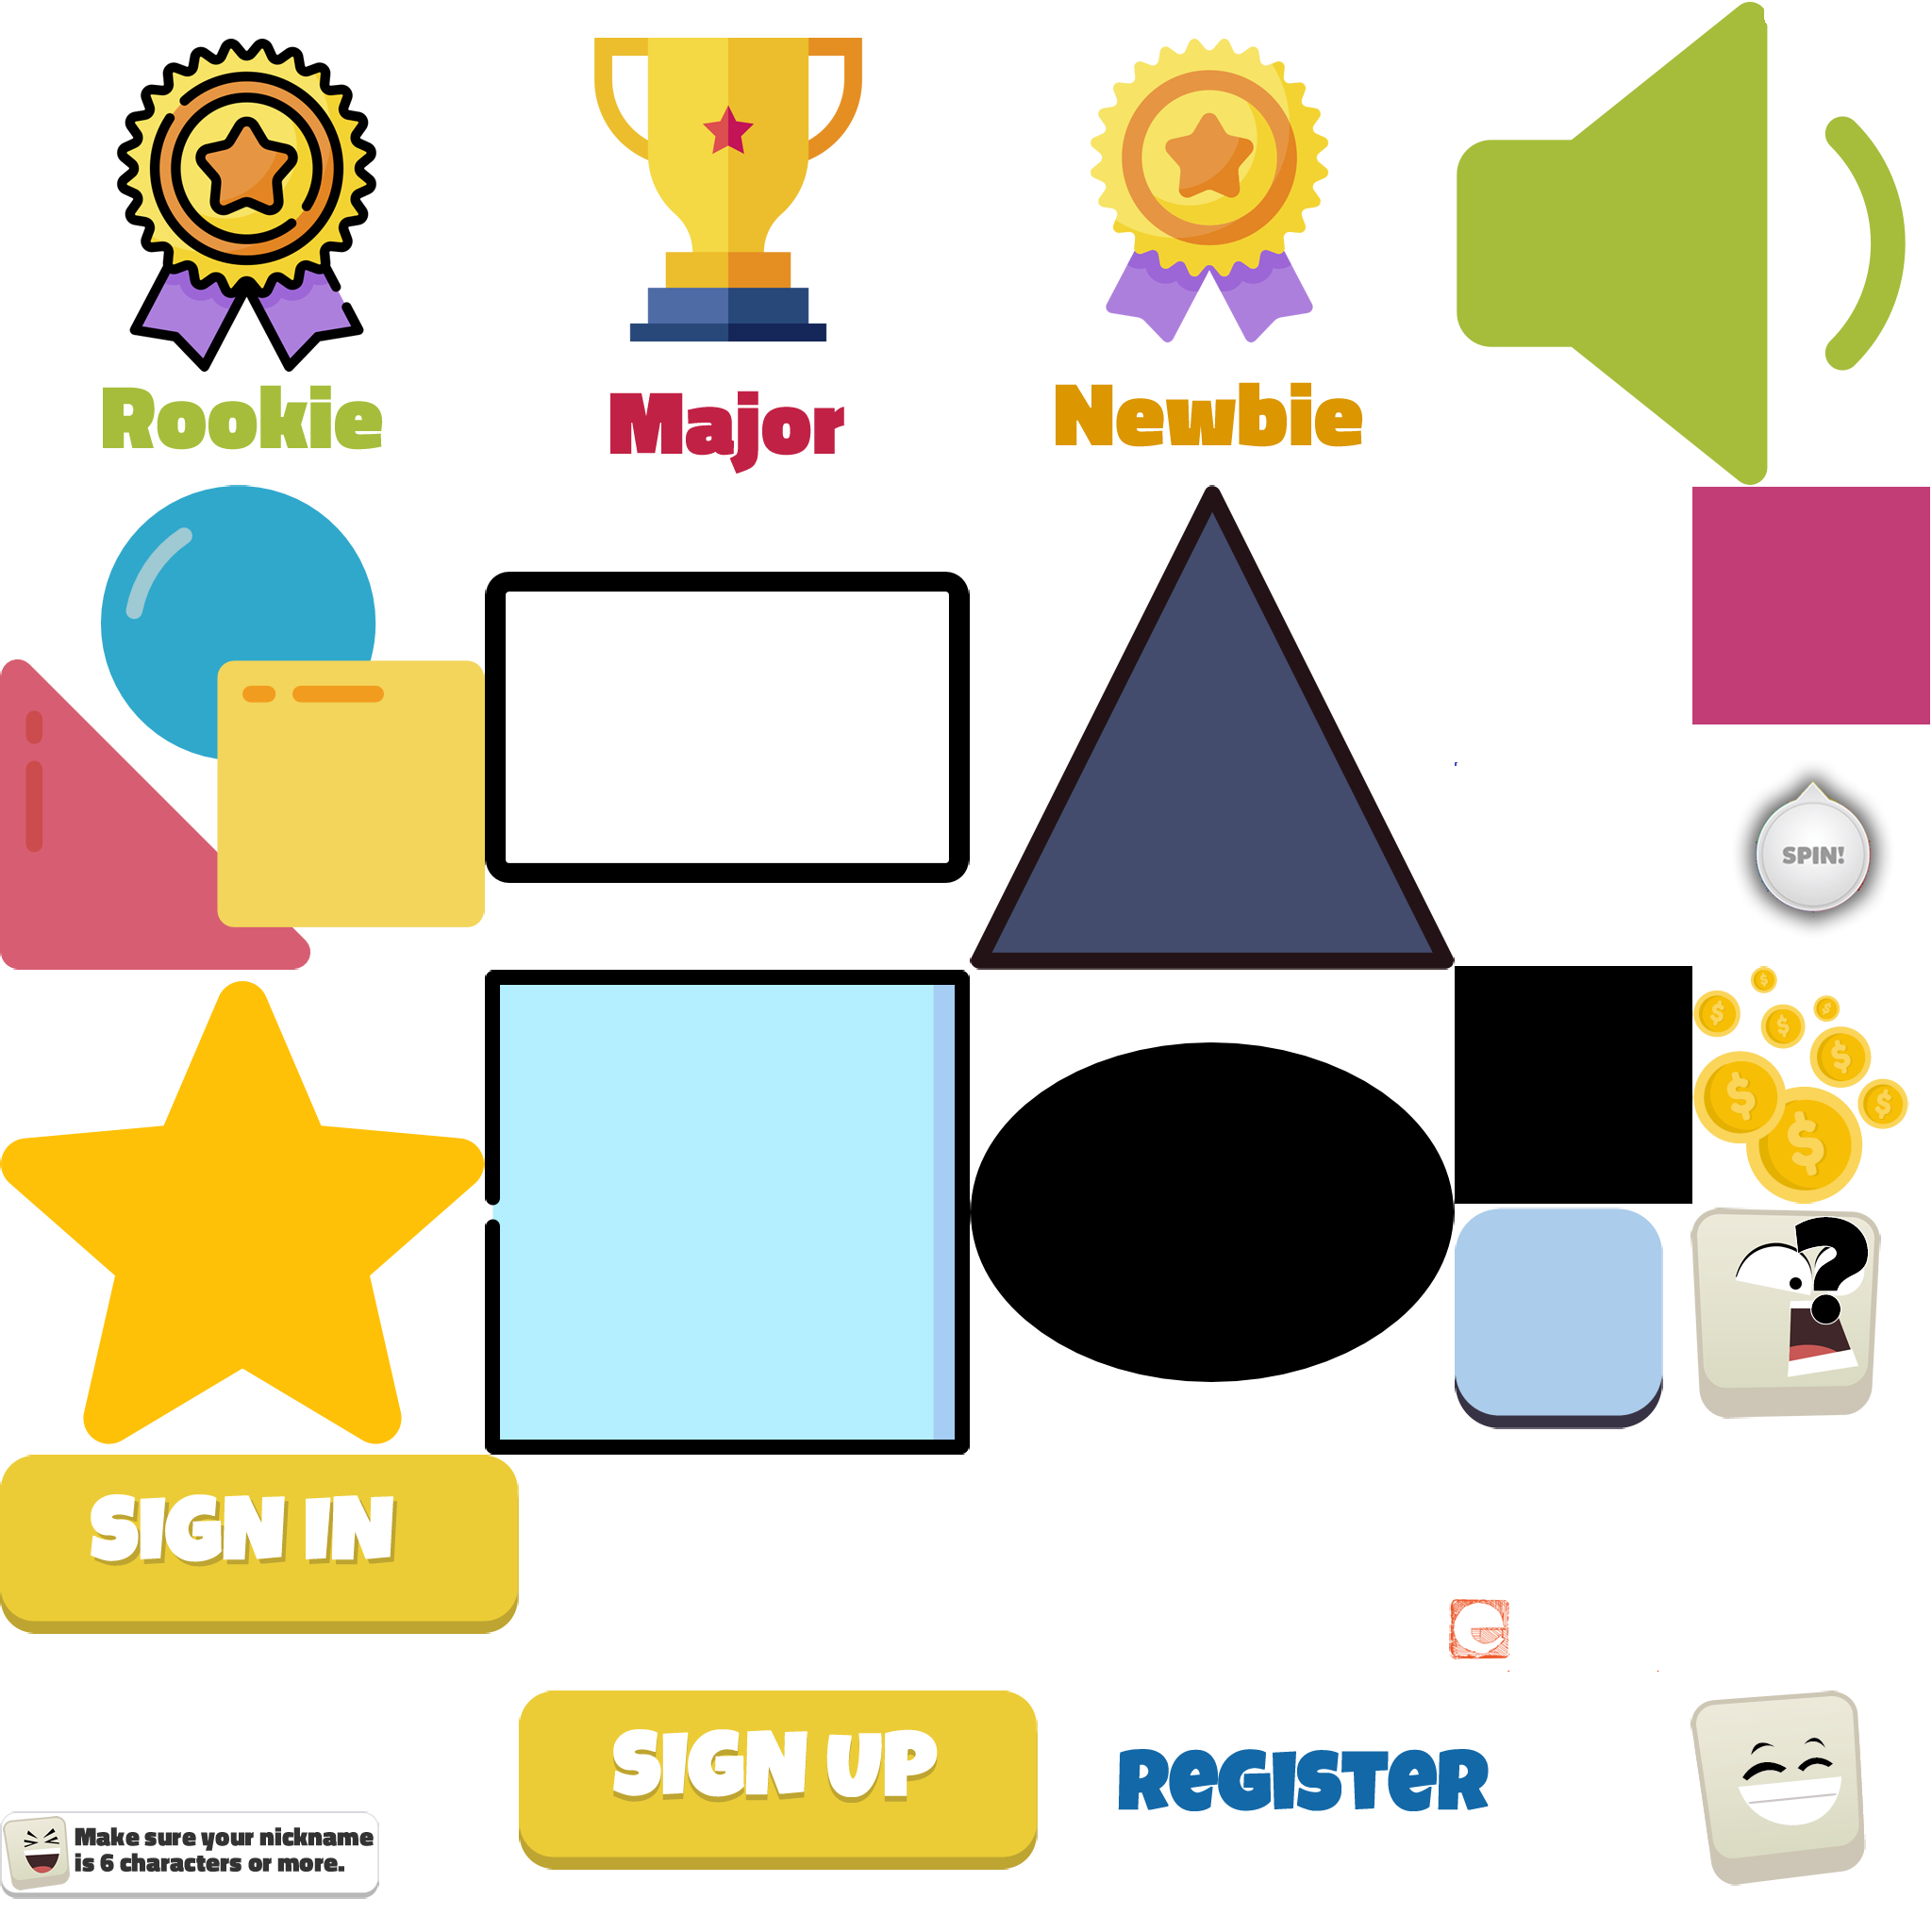 Rookie
Major
Newbie
SPIN!
$
$
$
$
$
$
$
$
?
SIGN IN
e
SIGN UP
ReGISTeR
Make sure your nickname
is 6 characters or more.